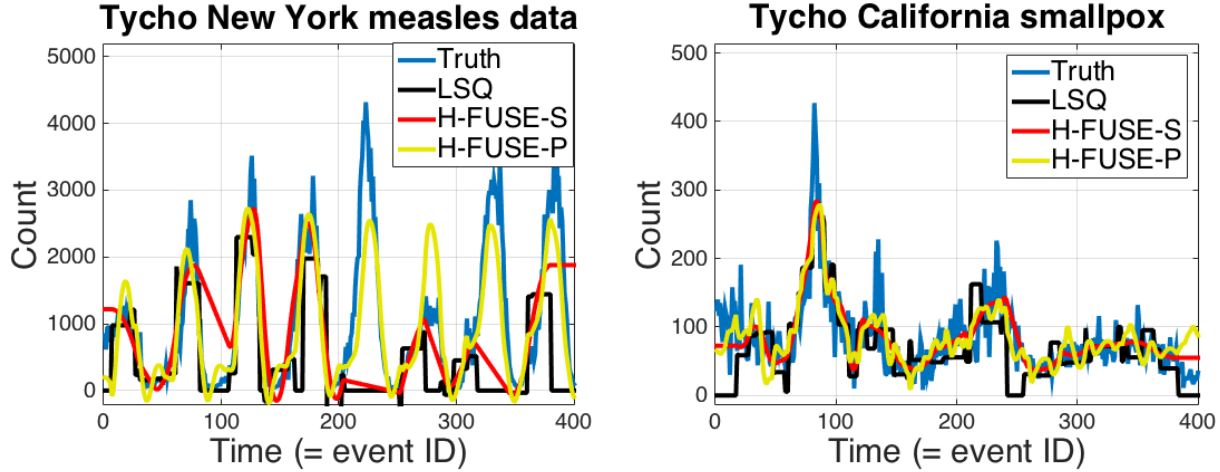 Tycho New York measles data
5000
4000
3000
2000
1000
0
Count
0
100
200
300
400
Time (= event ID)
Truth
LSQ
H-FUSE-S
H-FUSE-P
Tycho California smallpox
500
400
300
200
100
0
Count
0
100
200
300
400
Time (= event ID)
Truth
LSQ
H-FUSE-S
H-FUSE-P